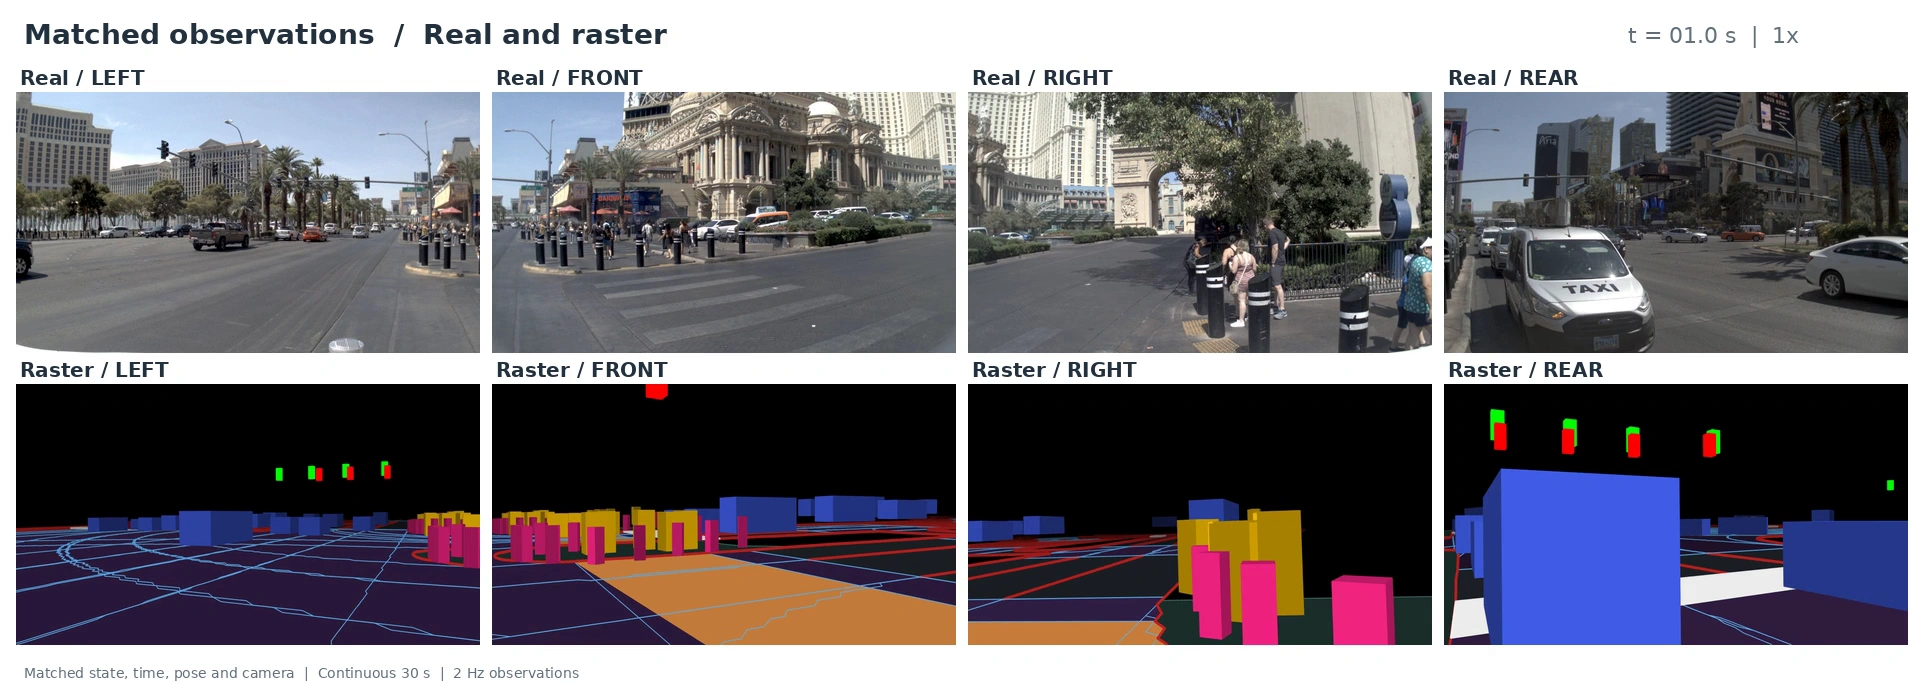 Matched observations / Real and raster
t = 01.0 s | 1x
Real / LEFT
Real / FRONT
Real / RIGHT
Real / REAR
Aria
TAXI
Raster / LEFT
Raster / FRONT
Raster / RIGHT
Raster / REAR
Matched state, time, pose and camera | Continuous 30 s | 2 Hz observations